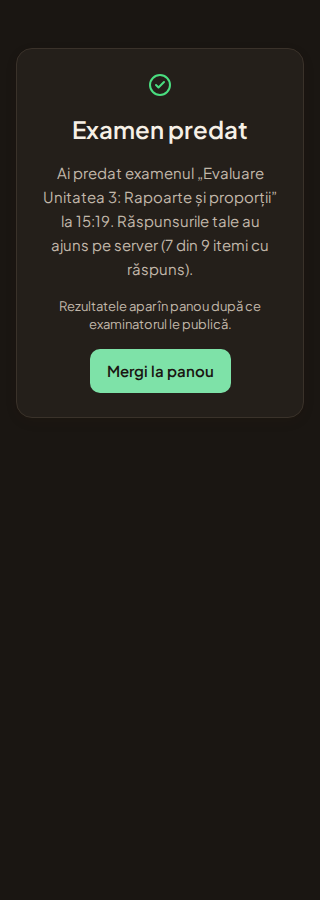 Examen predat
Ai predat examenul „Evaluare
Unitatea 3: Rapoarte și proporții”
la 15:19. Răspunsurile tale au
ajuns pe server (7 din 9 itemi cu
răspuns).
Rezultatele apar în panou după ce
examinatorul le publică.
Mergi la panou